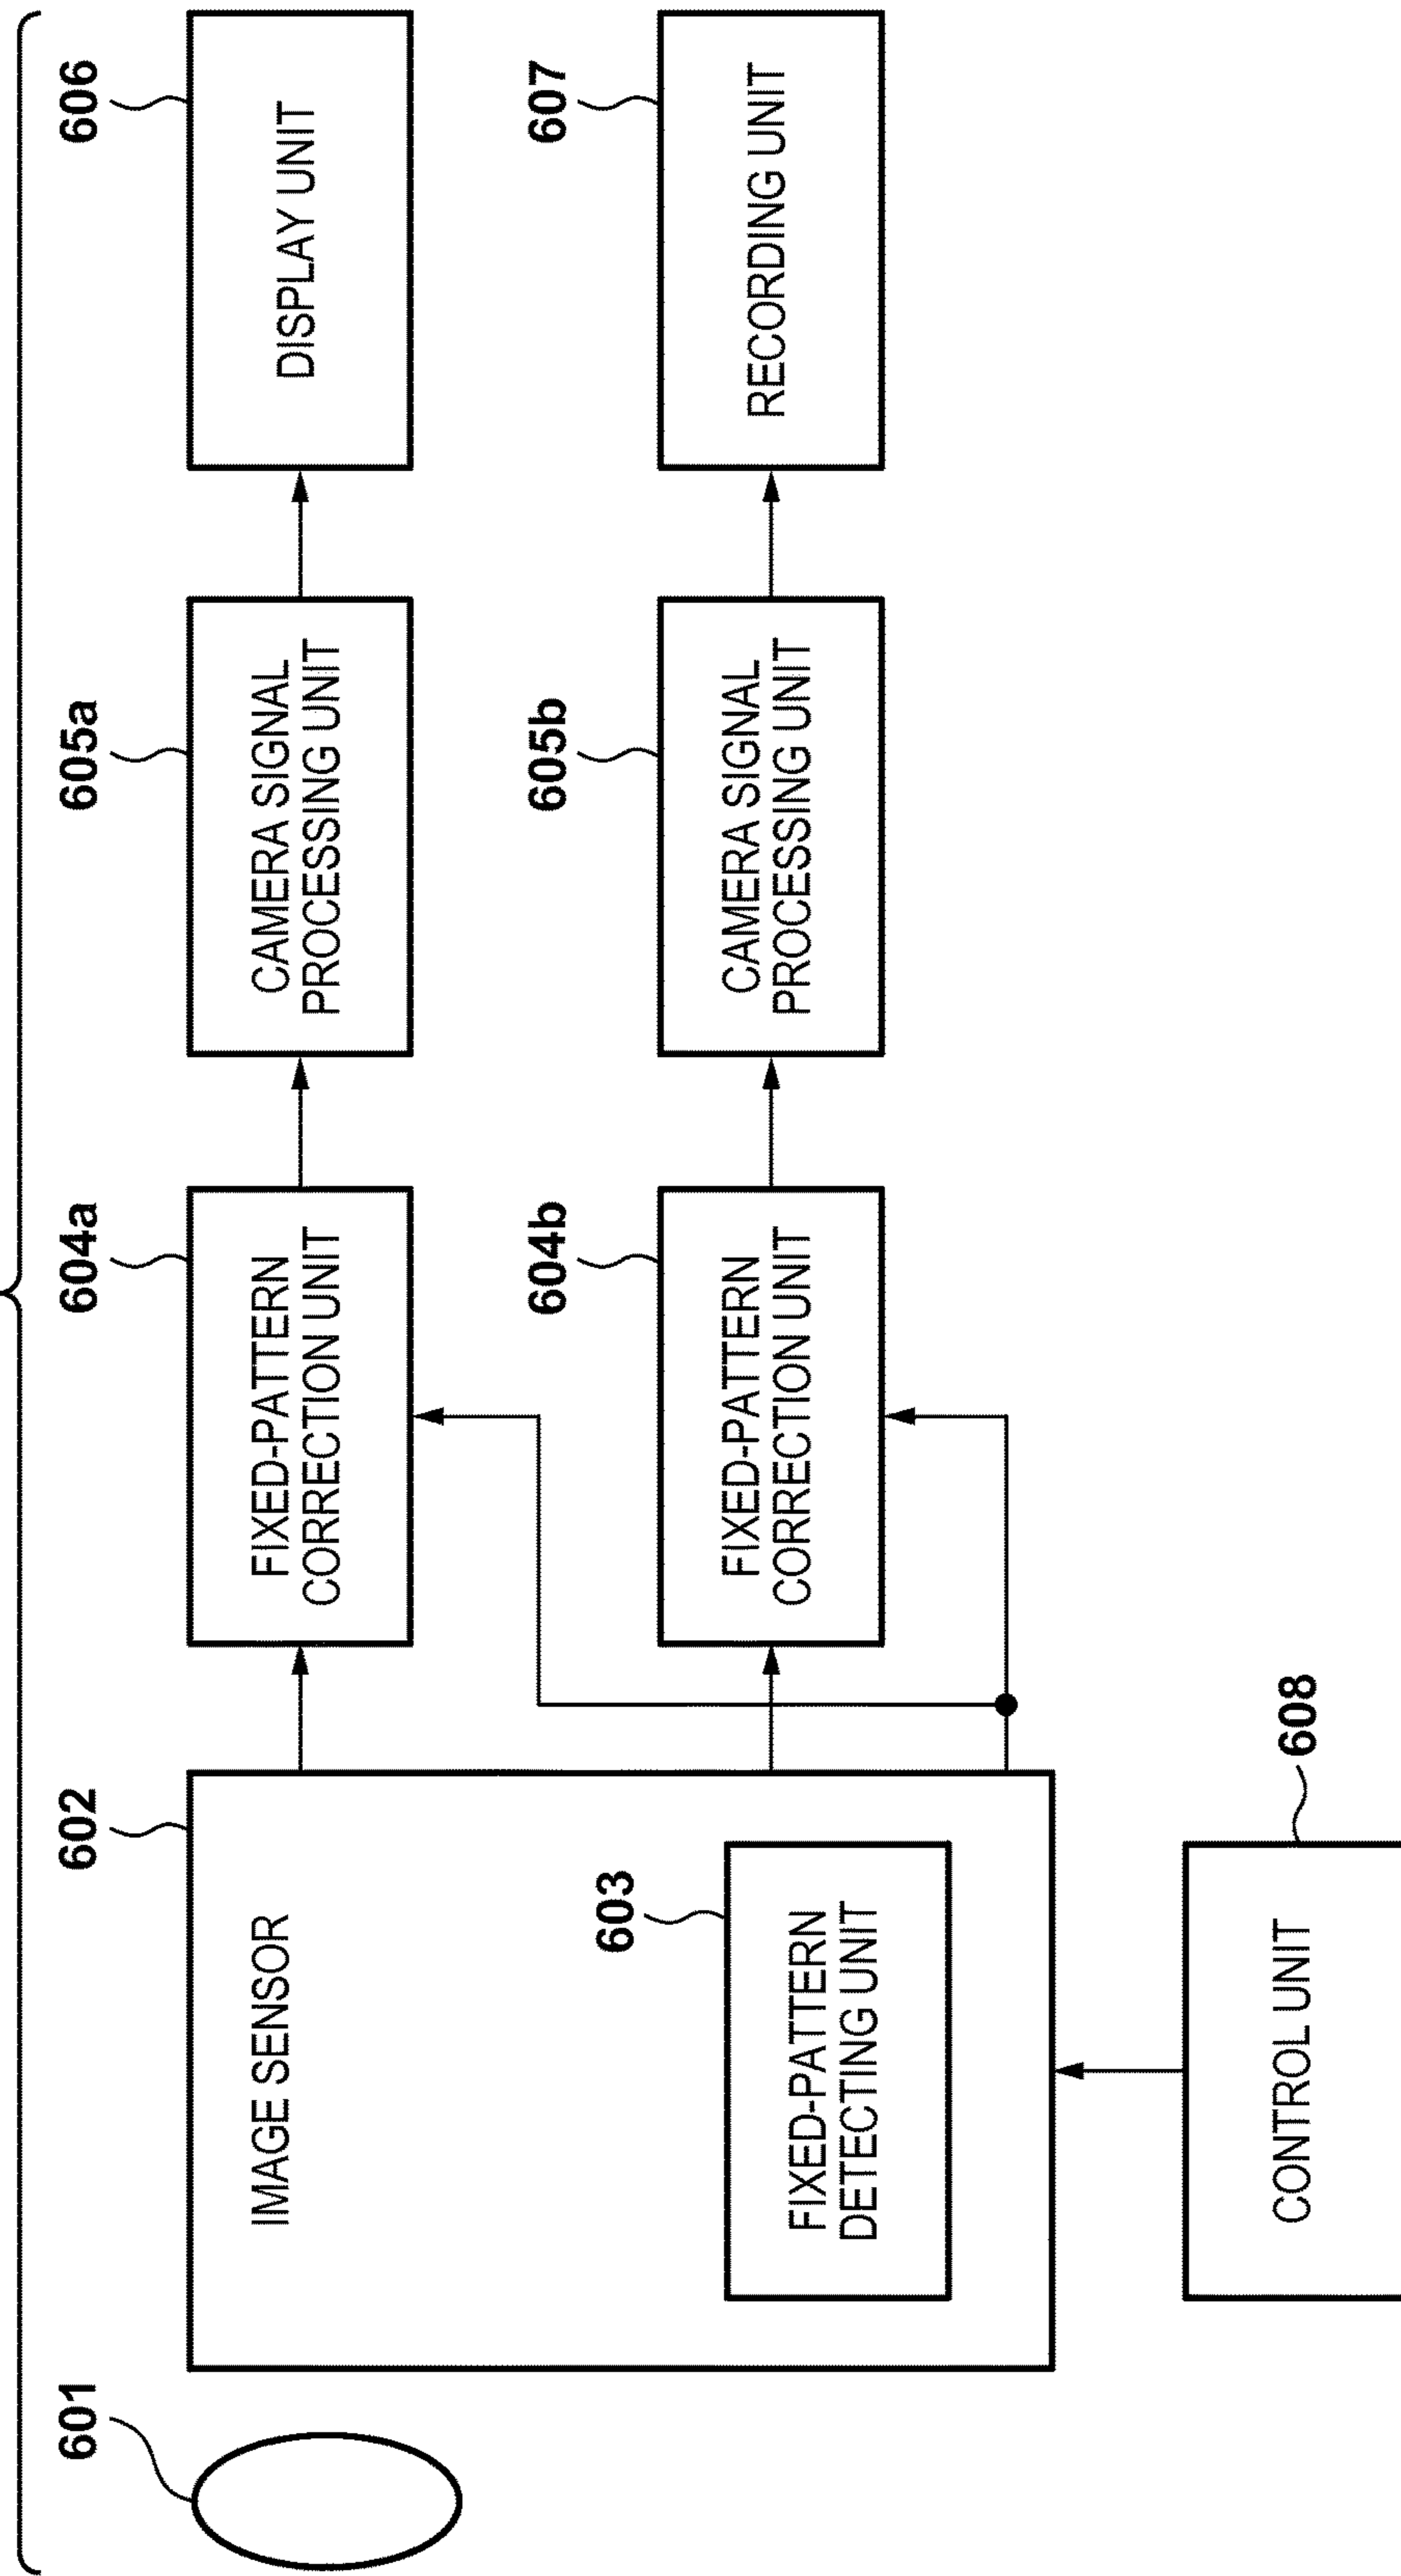 601
602
IMAGE SENSOR
603
FIXED-PATTERN
DETECTING UNIT
608
CONTROL UNIT
604a
FIXED-PATTERN
CORRECTION UNIT
605a
CAMERA SIGNAL
PROCESSING UNIT
606
DISPLAY UNIT
604b
FIXED-PATTERN
CORRECTION UNIT
605b
CAMERA SIGNAL
PROCESSING UNIT
607
RECORDING UNIT